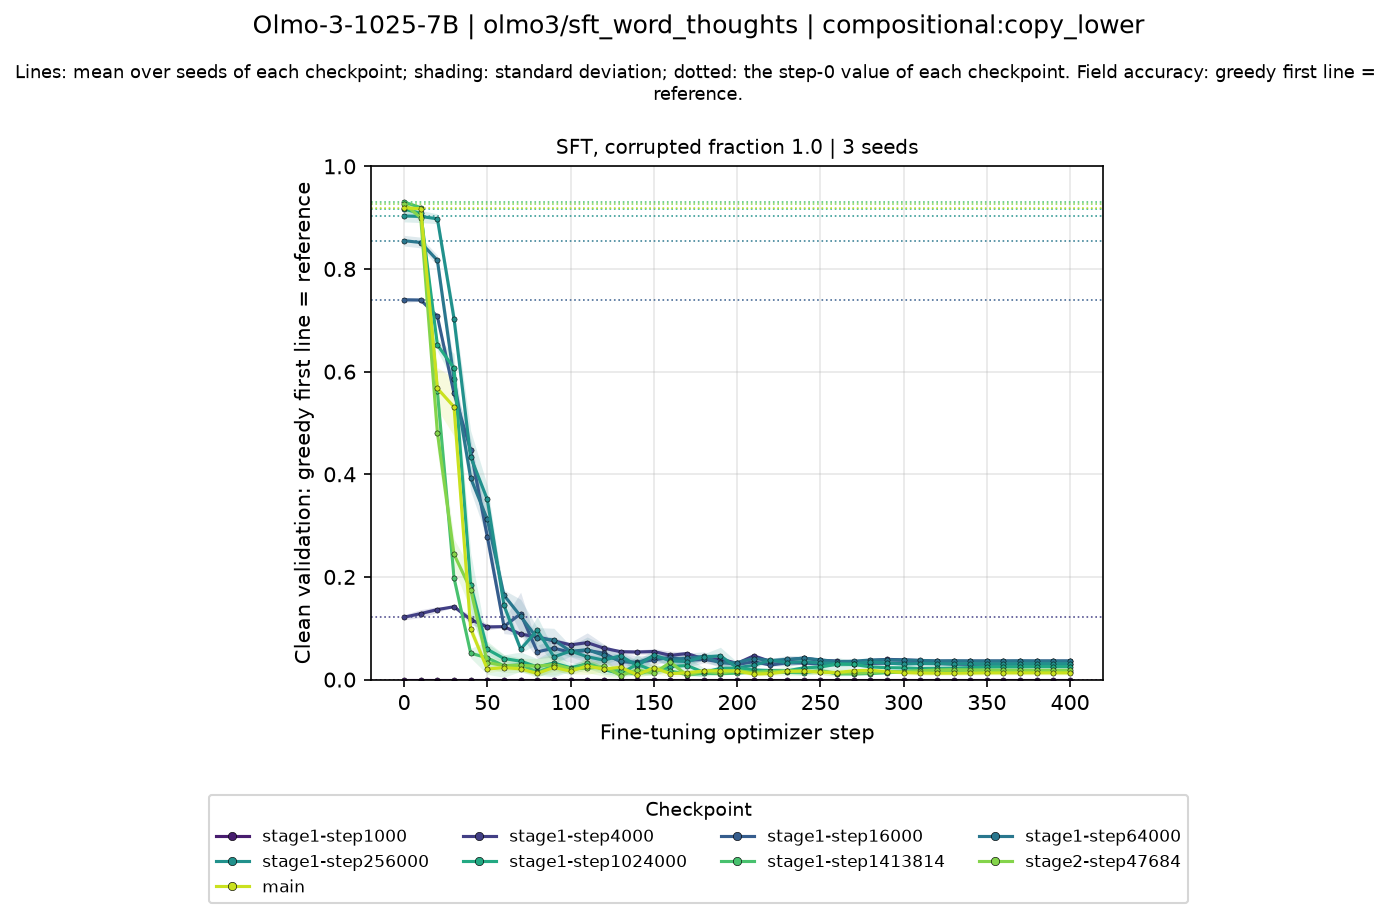 Olmo-3-1025-7B | olmo3/sft_word_thoughts | compositional:copy_lower
Lines: mean over seeds of each checkpoint; shading: standard deviation; dotted: the step-0 value of each checkpoint. Field accuracy: greedy first line =
reference.
SFT, corrupted fraction 1.0 | 3 seeds
Clean validation: greedy first line = reference
1.0
0.8
0.6
0.4
0.2
0.0
0 50 100 150 200 250 300 350 400
Fine-tuning optimizer step
Checkpoint
stage1-step1000 stage1-step4000 stage1-step16000 stage1-step64000
stage1-step256000 stage1-step1024000 stage1-step1413814 stage2-step47684
main